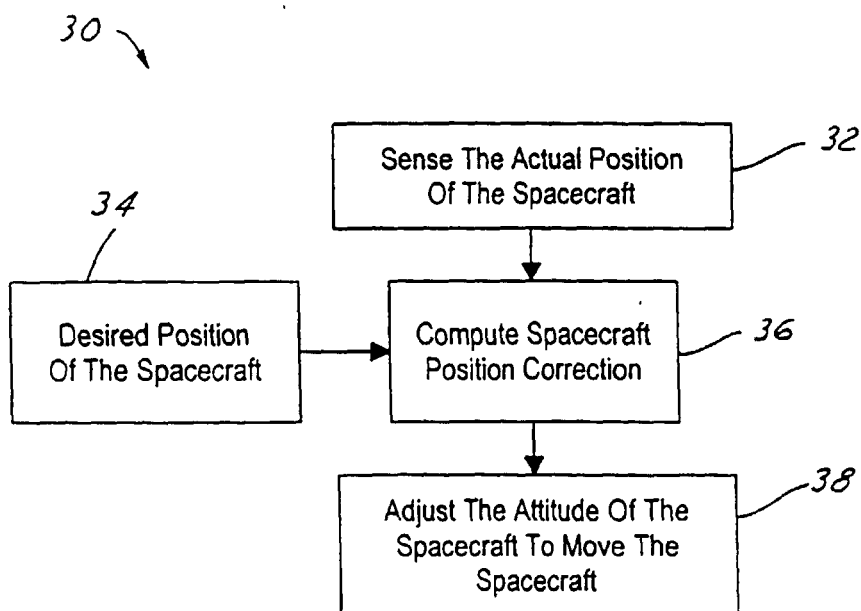 30
Sense The Actual Position
Of The Spacecraft
32
34
Desired Position
Of The Spacecraft
Compute Spacecraft
Position Correction
36
Adjust The Attitude Of The
Spacecraft To Move The
Spacecraft
38